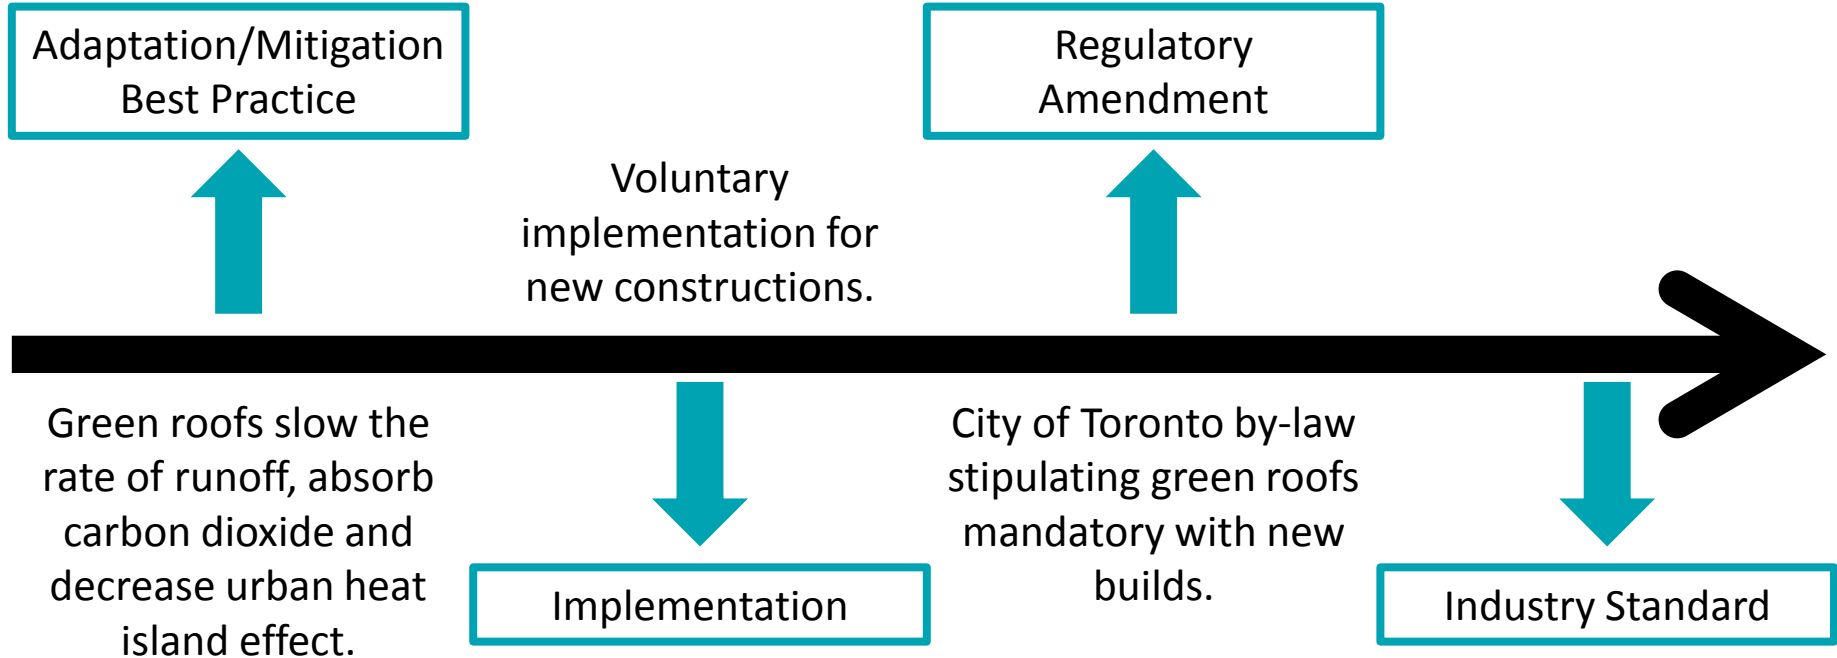 Adaptation/Mitigation
Best Practice
Green roofs slow the
rate of runoff, absorb
carbon dioxide and
decrease urban heat
island effect.
Voluntary
implementation for
new constructions.
Implementation
Regulatory
Amendment
City of Toronto by-law
stipulating green roofs
mandatory with new
builds.
Industry Standard